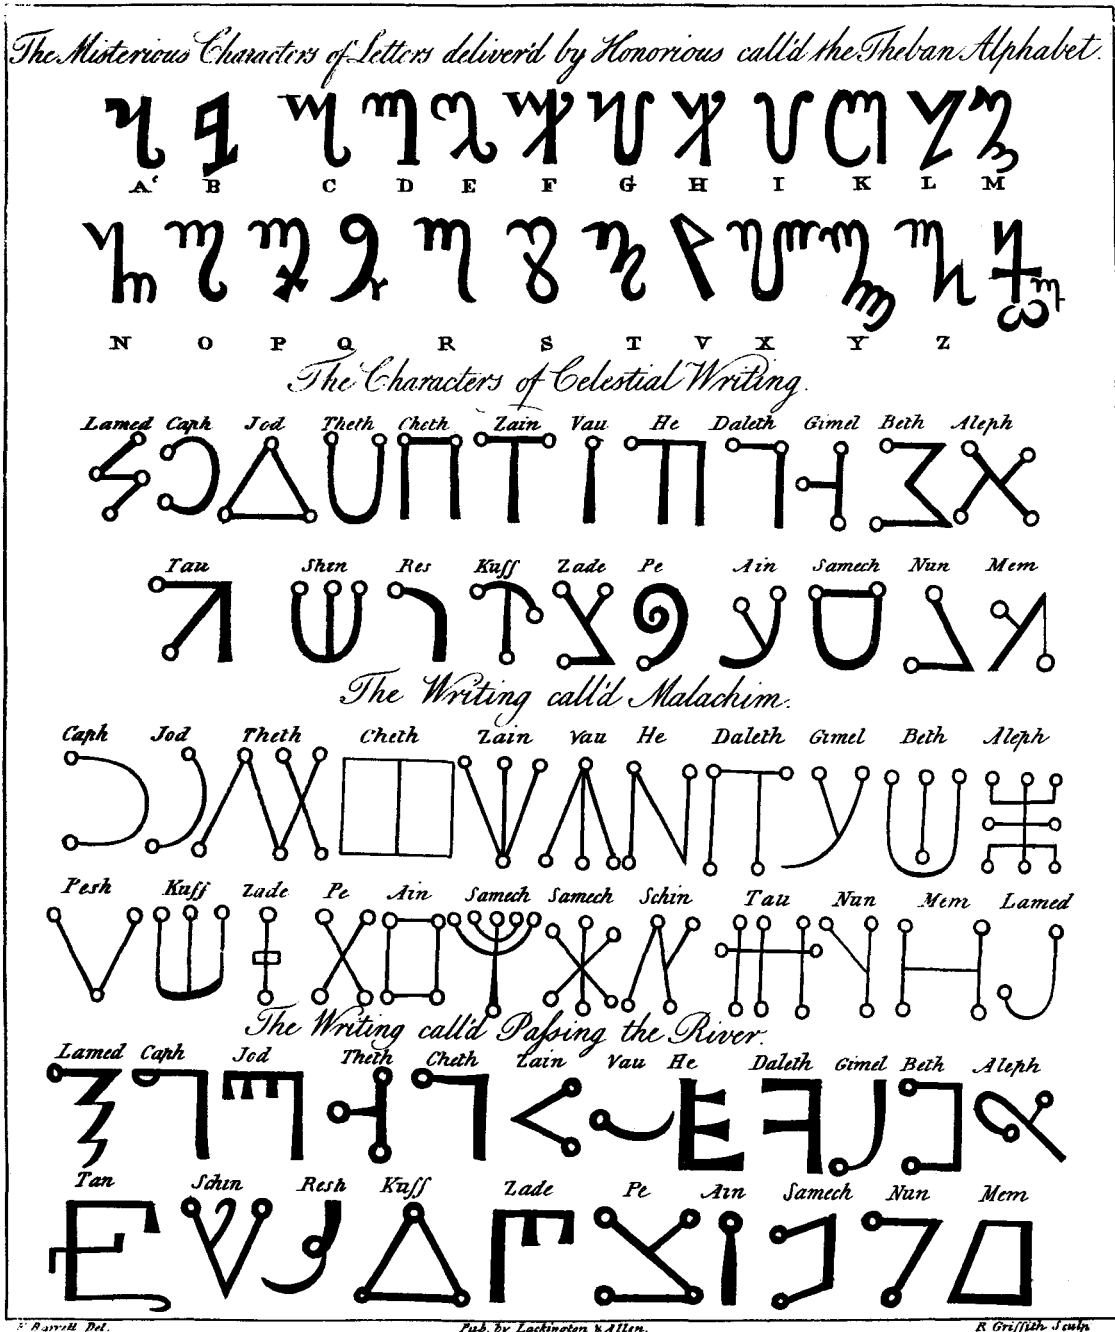 The Misterious Characters of Letters deliver'd by Honorious call'd the Theban Alphabet.
A B C D E F G H I K L M
N O P Q R S T V X Y Z
The Characters of Celestial Writing.
Lamed Caph Jod Theth Cheth Zain Vau He Daleth Gimel Beth Aleph
Tau Shin Res Kuff Zade Pe Ain Samech Nun Mem
The Writing call'd Malachim.
Caph Jod Theth Cheth Zain Vau He Daleth Gimel Beth Aleph
Pesh Kuff Zade Pe Ain Samech Samech Schin Tau Nun Mem Lamed
The Writing call'd Paſsing the River.
Lamed Caph Jod Theth Cheth Zain Vau He Daleth Gimel Beth Aleph
Tan Schin Resh Kuff Zade Pe Ain Samech Nun Mem
F. Barrett Del. Pub. by Lackington & Allen. R Griffith Sculp